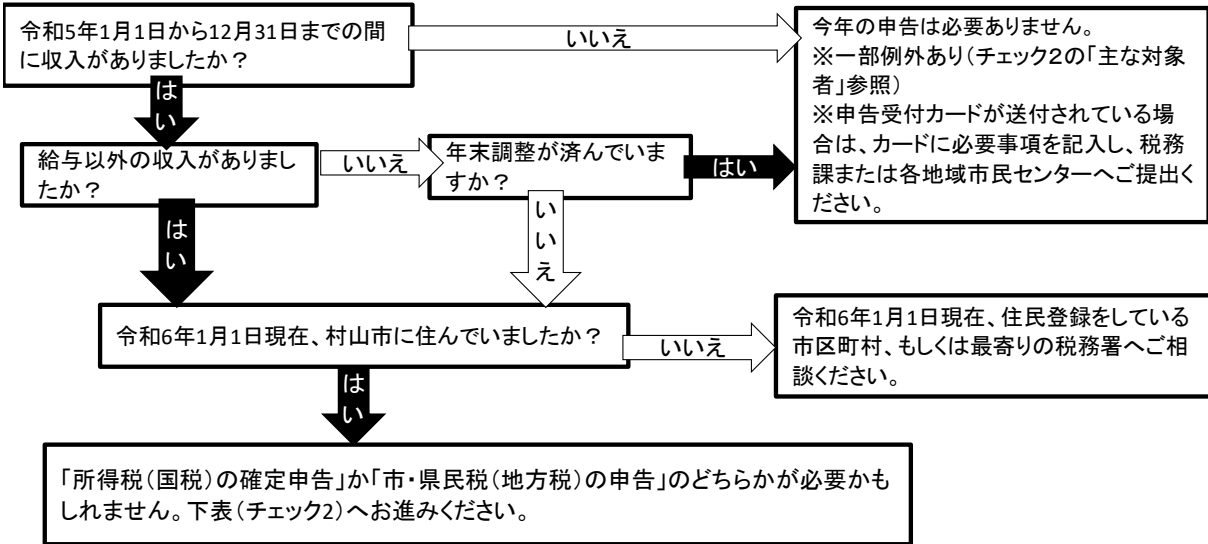 令和5年1月1日から12月31日までの間
に収入がありましたか？
いいえ
今年の申告は必要ありません。
※一部例外あり（チェック２の「主な対象
者」参照）
※申告受付カードが送付されている場
合は、カードに必要事項を記入し、税務
課または各地域市民センターへご提出く
ださい。
はい
給与以外の収入がありまし
たか？
いいえ
年末調整が済んでいま
すか？
はい
はい
いいえ
令和6年1月1日現在、村山市に住んでいましたか？
いいえ
令和6年1月1日現在、住民登録をしている
市区町村、もしくは最寄りの税務署へご相
談ください。
はい
「所得税（国税）の確定申告」か「市・県民税（地方税）の申告」のどちらかが必要かも
しれません。下表（チェック2）へお進みください。